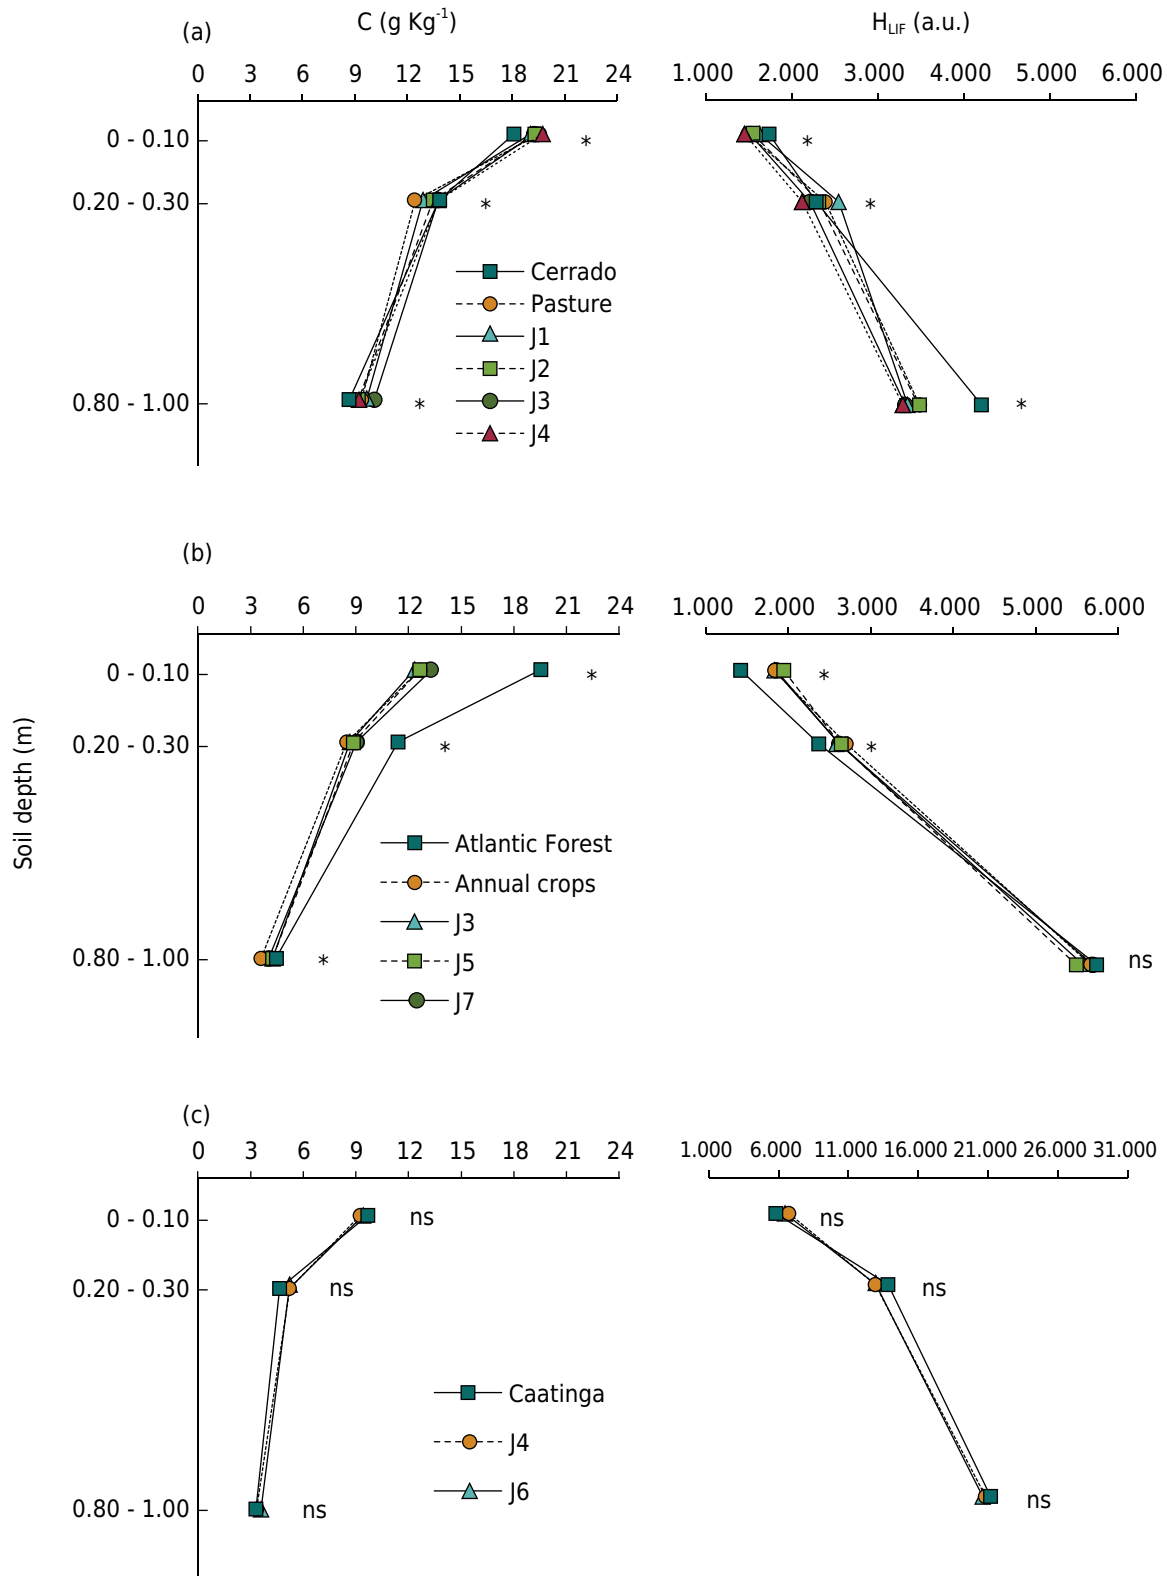 (a)
C (g Kg-1)
H LIF (a.u.)
0 3 6 9 12 15 18 21 24
1.000 2.000 3.000 4.000 5.000 6.000
0 - 0.10
*
*
0.20 - 0.30
*
*
0.80 - 1.00
*
*
Cerrado
Pasture
J1
J2
J3
J4
(b)
0 3 6 9 12 15 18 21 24
1.000 2.000 3.000 4.000 5.000 6.000
0 - 0.10
*
*
0.20 - 0.30
*
*
0.80 - 1.00
*
ns
Atlantic Forest
Annual crops
J3
J5
J7
Soil depth (m)
(c)
0 3 6 9 12 15 18 21 24
1.000 6.000 11.000 16.000 21.000 26.000 31.000
0 - 0.10
ns
ns
0.20 - 0.30
ns
ns
0.80 - 1.00
ns
ns
Caatinga
J4
J6